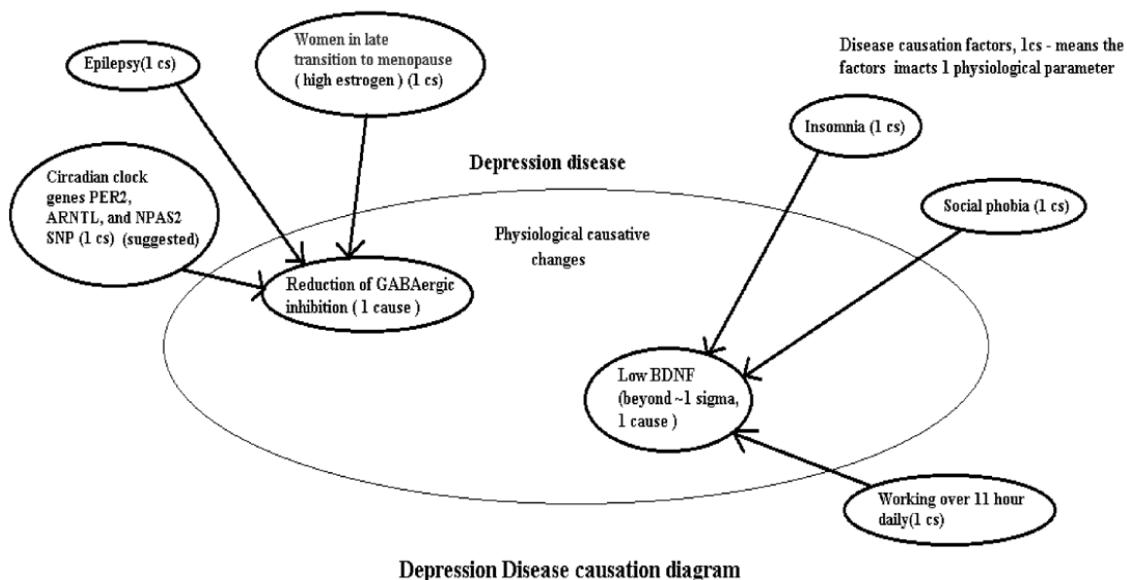 Women in late
transition to menopause
( high estrogen ) (1 cs)
Epilepsy(1 cs)
Disease causation factors, 1cs - means the
factors imacts 1 physiological parameter
Insomnia (1 cs)
Depression disease
Circadian clock
genes PER2,
ARNTL, and NPAS2
SNP (1 cs) (suggested)
Social phobia (1 cs)
Physiological causative
changes
Reduction of GABAergic
inhibition ( 1 cause )
Low BDNF
(beyond ~1 sigma,
1 cause )
Working over 11 hour
daily(1 cs)
Depression Disease causation diagram